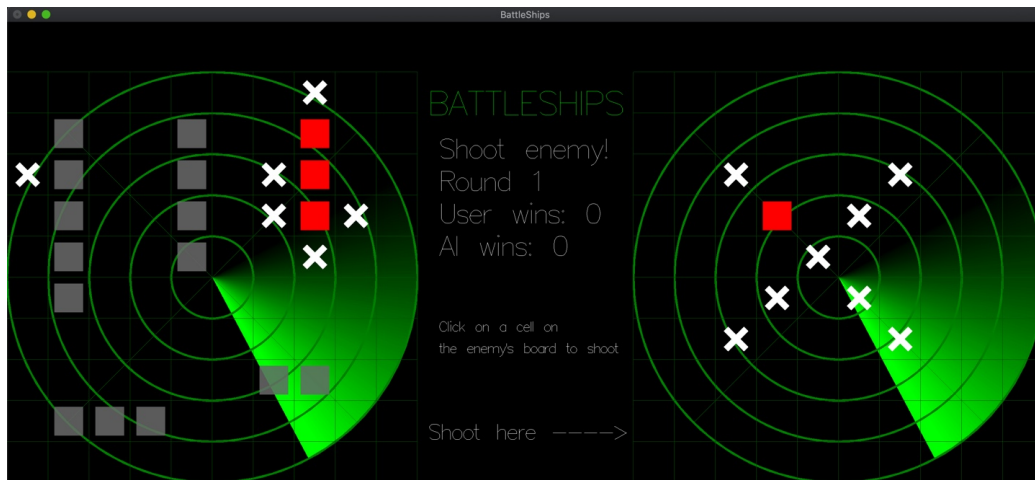 BattleShips
BATTLESHIPS
Shoot enemy!
Round 1
User wins: 0
AI wins: 0
Click on a cell on
the enemy's board to shoot
Shoot here ---->